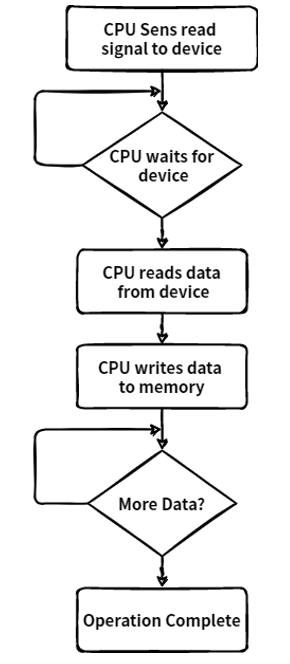 CPU Sens read
signal to device
CPU waits for
device
CPU reads data
from device
CPU writes data
to memory
More Data?
Operation Complete